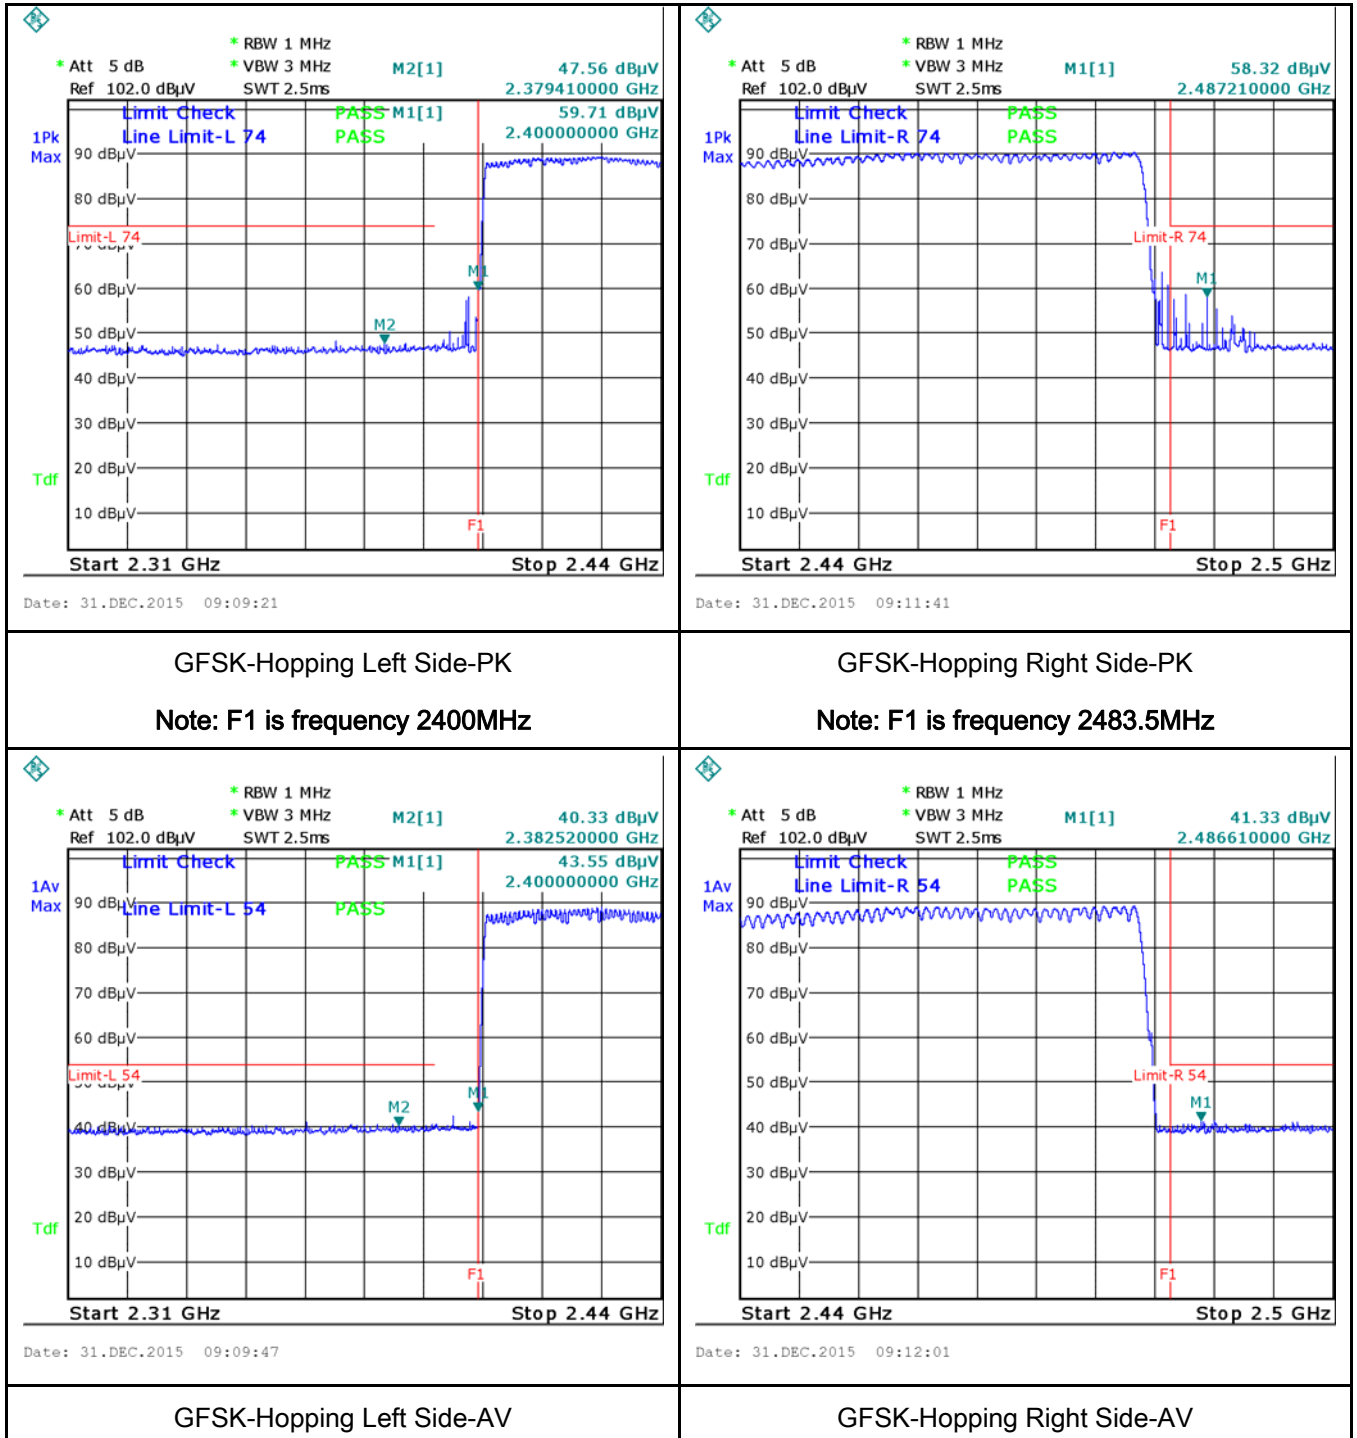 * RBW 1 MHz
* Att 5 dB * VBW 3 MHz M2[1] 47.56 dBµV
Ref 102.0 dBµV SWT 2.5ms 2.379410000 GHz
Limit Check PASS M1[1] 59.71 dBµV
1Pk Line Limit-L 74 PASS 2.400000000 GHz
Max 90 dBµV
80 dBµV
Limit-L 74
70 dBµV
M1
60 dBµV
M2
50 dBµV
40 dBµV
30 dBµV
Tdf 20 dBµV
10 dBµV
F1
Start 2.31 GHz Stop 2.44 GHz
Date: 31.DEC.2015 09:09:21
* RBW 1 MHz
* Att 5 dB * VBW 3 MHz M1[1] 58.32 dBµV
Ref 102.0 dBµV SWT 2.5ms 2.487210000 GHz
Limit Check PASS
1Pk Line Limit-R 74 PASS
Max 90 dBµV
80 dBµV
Limit-R 74
70 dBµV
M1
60 dBµV
50 dBµV
40 dBµV
30 dBµV
Tdf 20 dBµV
10 dBµV
F1
Start 2.44 GHz Stop 2.5 GHz
Date: 31.DEC.2015 09:11:41
GFSK-Hopping Left Side-PK
Note: F1 is frequency 2400MHz
GFSK-Hopping Right Side-PK
Note: F1 is frequency 2483.5MHz
* RBW 1 MHz
* Att 5 dB * VBW 3 MHz M2[1] 40.33 dBµV
Ref 102.0 dBµV SWT 2.5ms 2.382520000 GHz
Limit Check PASS M1[1] 43.55 dBµV
1Av 2.400000000 GHz
Max 90 dBµV Line Limit-L 54 PASS
80 dBµV
70 dBµV
60 dBµV
Limit-L 54
50 dBµV
M1
M2
40 dBµV
30 dBµV
Tdf 20 dBµV
10 dBµV
F1
Start 2.31 GHz Stop 2.44 GHz
Date: 31.DEC.2015 09:09:47
* RBW 1 MHz
* Att 5 dB * VBW 3 MHz M1[1] 41.33 dBµV
Ref 102.0 dBµV SWT 2.5ms 2.486610000 GHz
Limit Check PASS
1Av Line Limit-R 54 PASS
Max 90 dBµV
80 dBµV
70 dBµV
60 dBµV
Limit-R 54
50 dBµV
M1
40 dBµV
30 dBµV
Tdf 20 dBµV
10 dBµV
F1
Start 2.44 GHz Stop 2.5 GHz
Date: 31.DEC.2015 09:12:01
GFSK-Hopping Left Side-AV
GFSK-Hopping Right Side-AV